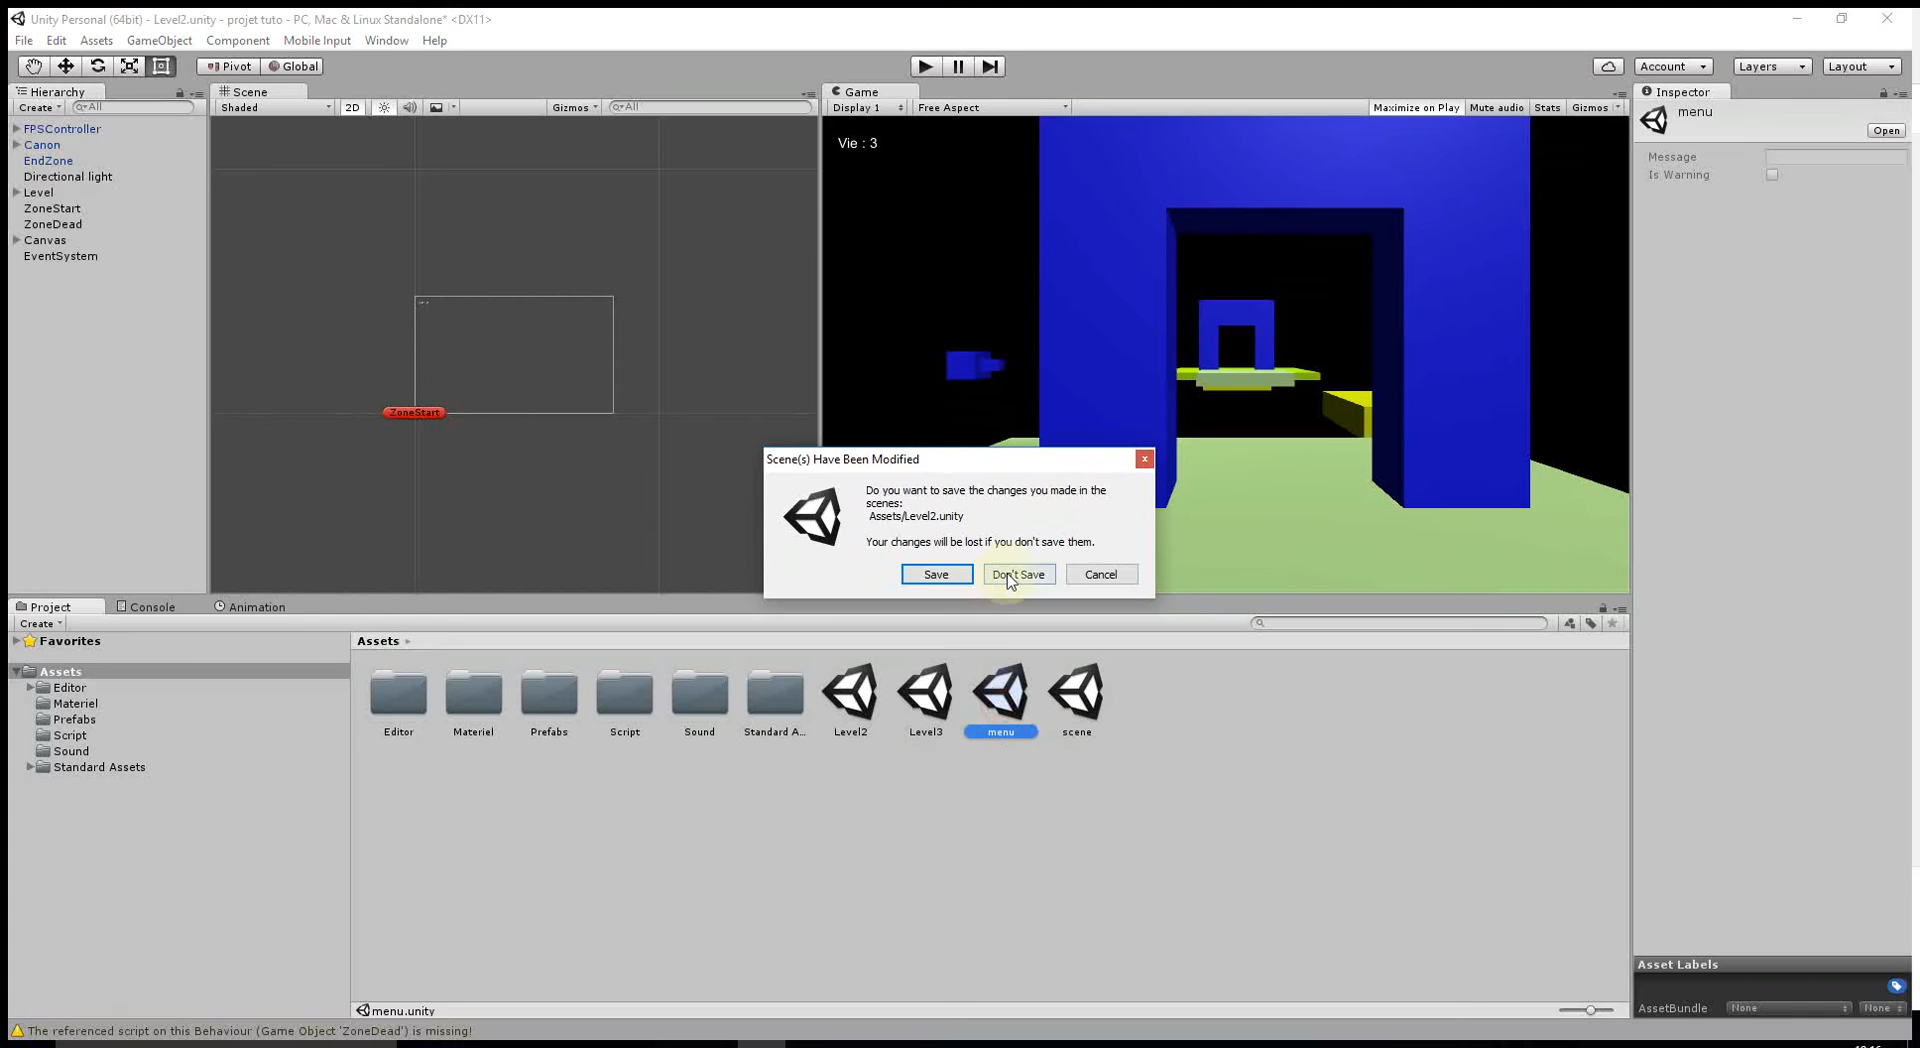 Unity Personal (64bit) - Level2.unity - projet tuto - PC, Mac & Linux Standalone* <DX11>
File Edit Assets GameObject Component Mobile Input Window Help
Pivot Global Account Layers Layout
Hierarchy Scene Game Inspector
Create All Shaded 2D Gizmos All Display 1 Free Aspect Maximize on Play Mute audio Stats Gizmos
menu
Open
Message
Is Warning
FPSController
Canon
EndZone
Directional light
Level
ZoneStart
ZoneDead
Canvas
EventSystem
ZoneStart
Vie : 3
Scene(s) Have Been Modified
Do you want to save the changes you made in the
scenes:
Assets/Level2.unity
Your changes will be lost if you don't save them.
Save Don't Save Cancel
Project Console Animation
Create
Favorites
Assets
Editor
Materiel
Prefabs
Script
Sound
Standard Assets
Assets
Editor Materiel Prefabs Script Sound Standard A... Level2 Level3 menu scene
menu.unity
Asset Labels
AssetBundle None None
The referenced script on this Behaviour (Game Object 'ZoneDead') is missing!